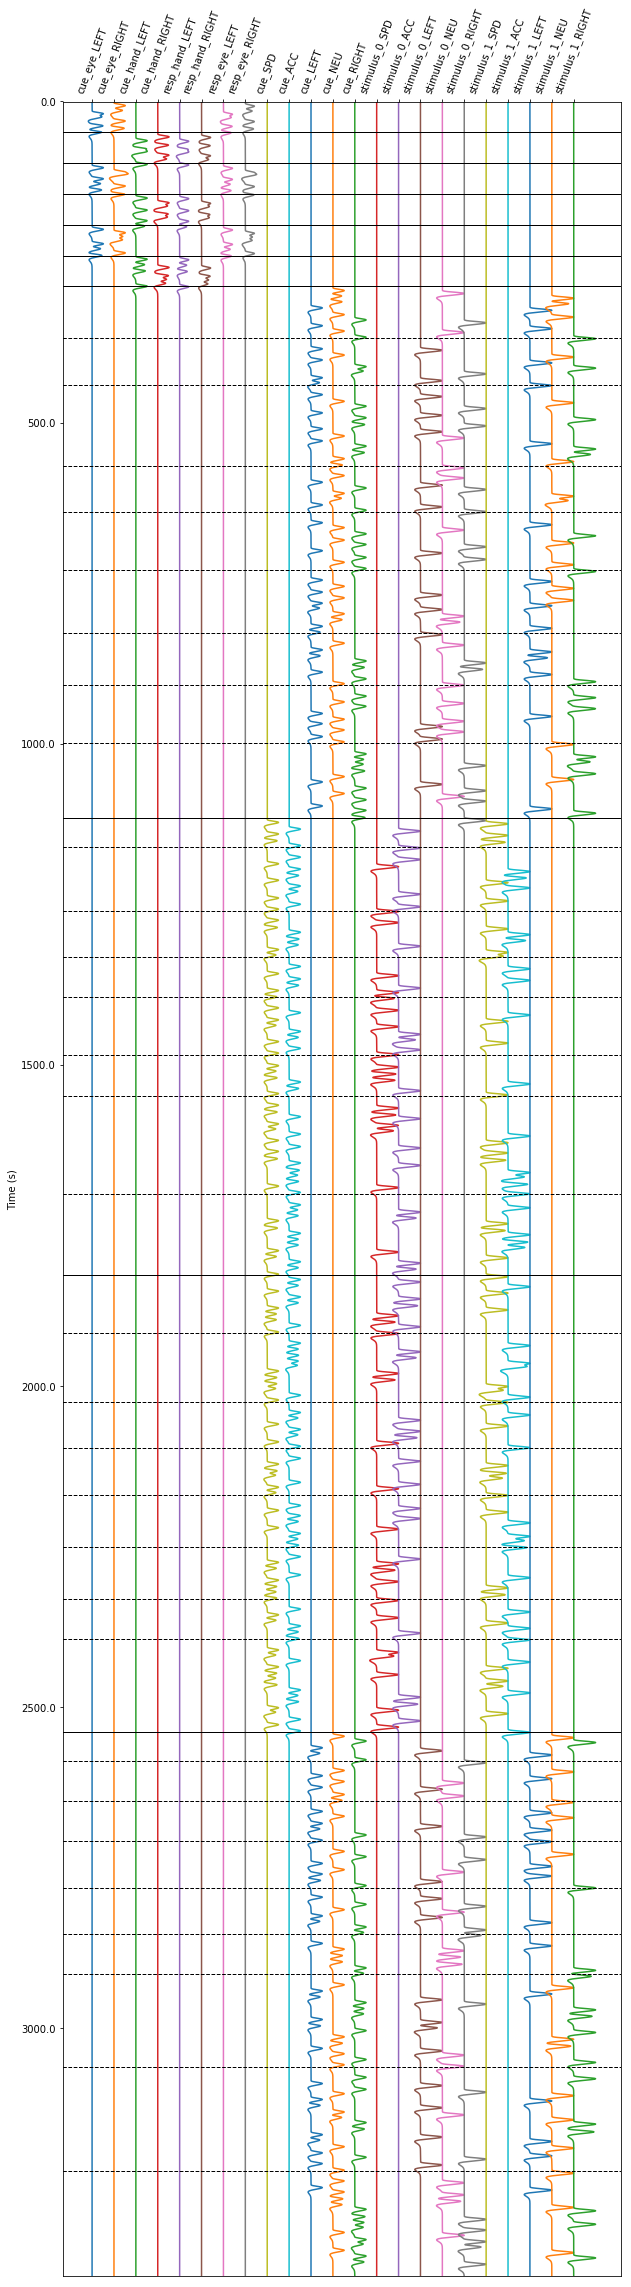 cue_eye_LEFT
cue_eye_RIGHT
cue_hand_LEFT
cue_hand_RIGHT
resp_hand_LEFT
resp_hand_RIGHT
resp_eye_LEFT
resp_eye_RIGHT
cue_SPD
cue_ACC
cue_LEFT
cue_NEU
cue_RIGHT
stimulus_0_SPD
stimulus_0_ACC
stimulus_0_LEFT
stimulus_0_NEU
stimulus_0_RIGHT
stimulus_1_SPD
stimulus_1_ACC
stimulus_1_LEFT
stimulus_1_NEU
stimulus_1_RIGHT
0.0
500.0
1000.0
1500.0
Time (s)
2000.0
2500.0
3000.0